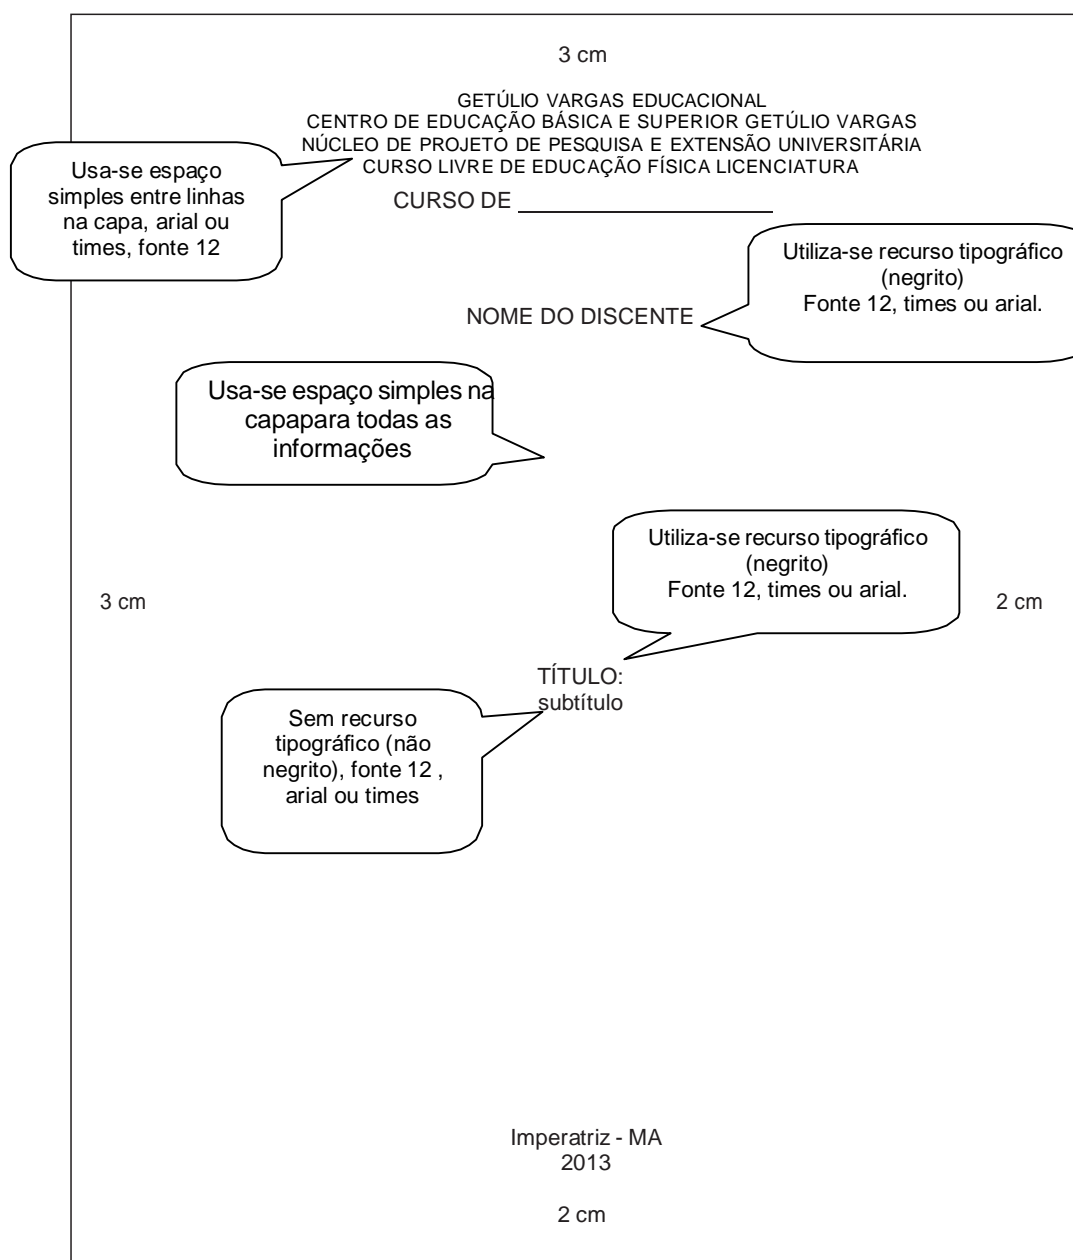 3 cm
GETÚLIO VARGAS EDUCACIONAL
CENTRO DE EDUCAÇÃO BÁSICA E SUPERIOR GETÚLIO VARGAS
NÚCLEO DE PROJETO DE PESQUISA E EXTENSÃO UNIVERSITÁRIA
CURSO LIVRE DE EDUCAÇÃO FÍSICA LICENCIATURA
CURSO DE
Usa-se espaço
simples entre linhas
na capa, arial ou
times, fonte 12
Utiliza-se recurso tipográfico
(negrito)
Fonte 12, times ou arial.
NOME DO DISCENTE
Usa-se espaço simples na
capapara todas as
informações
Utiliza-se recurso tipográfico
(negrito)
Fonte 12, times ou arial.
3 cm
2 cm
TÍTULO:
subtítulo
Sem recurso
tipográfico (não
negrito), fonte 12 ,
arial ou times
Imperatriz - MA
2013
2 cm